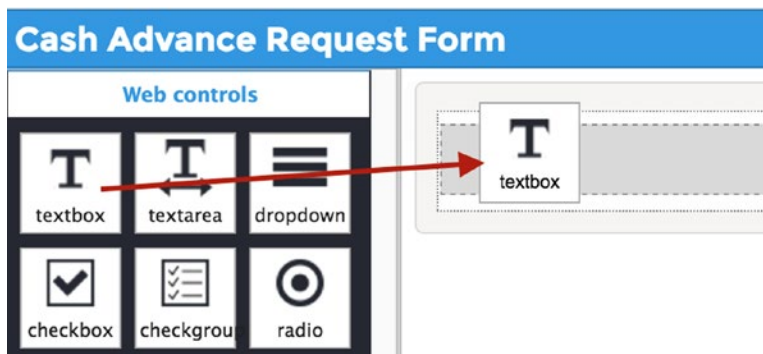 Cash Advance Request Form
Web controls
textbox textarea dropdown
textbox
checkbox checkgroup radio